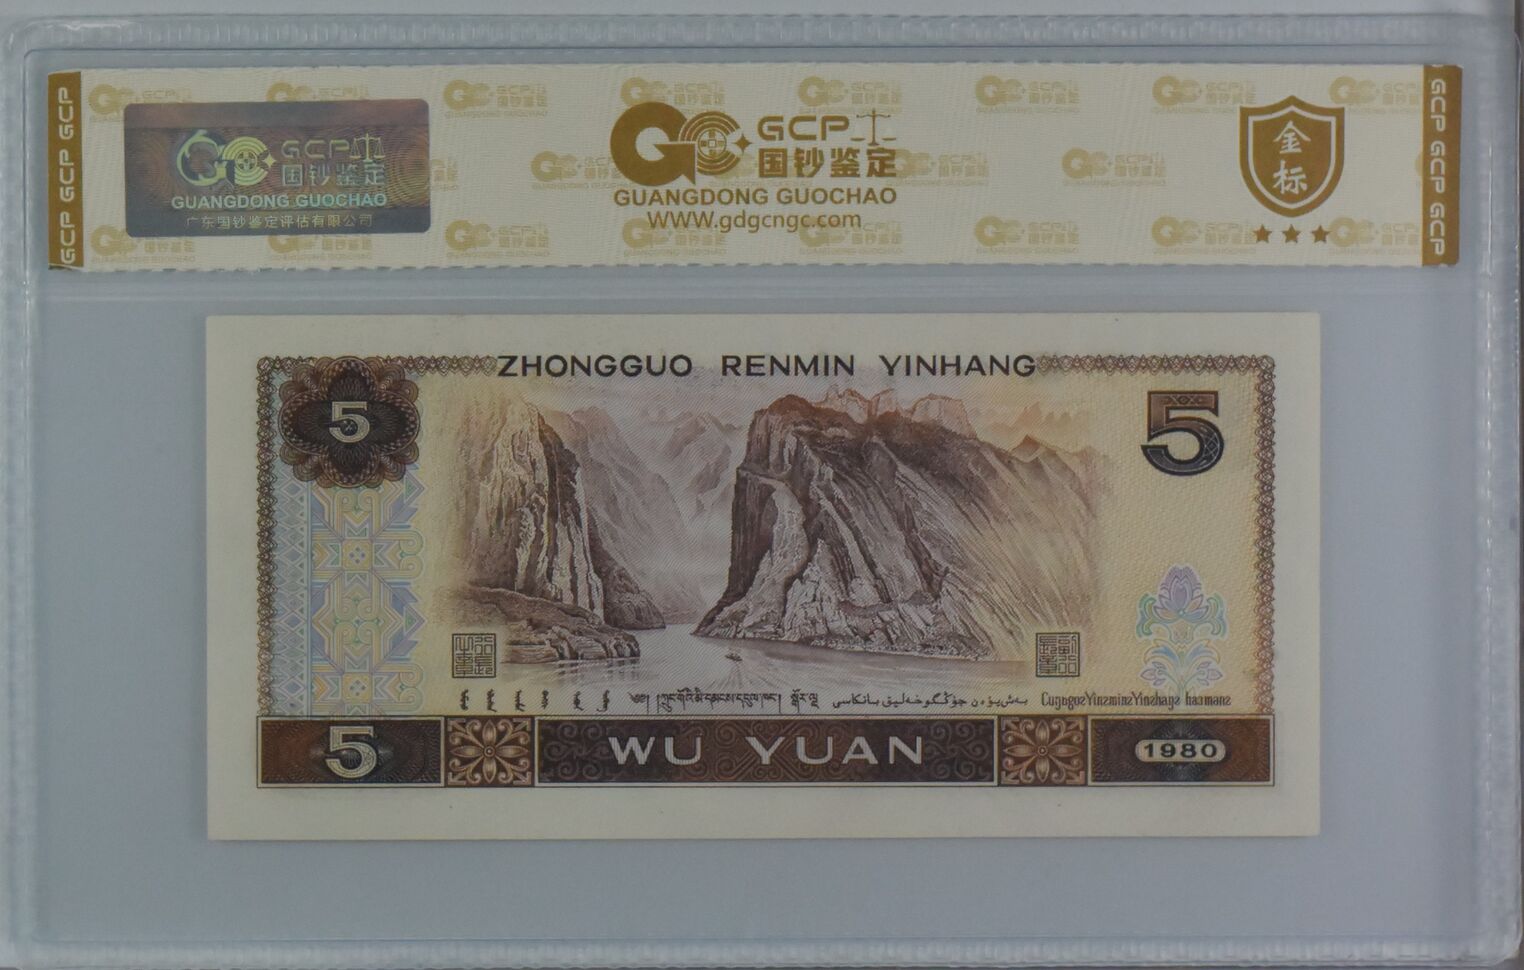 GCP GCP GCP
GCP
国钞鉴定
GUANGDONG GUOCHAO
广东国钞鉴定评估有限公司
GCP
国钞鉴定
GUANGDONG GUOCHAO
WWW.gdgcngc.com
金标
GCP GCP GCP
ZHONGGUO RENMIN YINHANG
5
5
5
WU YUAN
1980